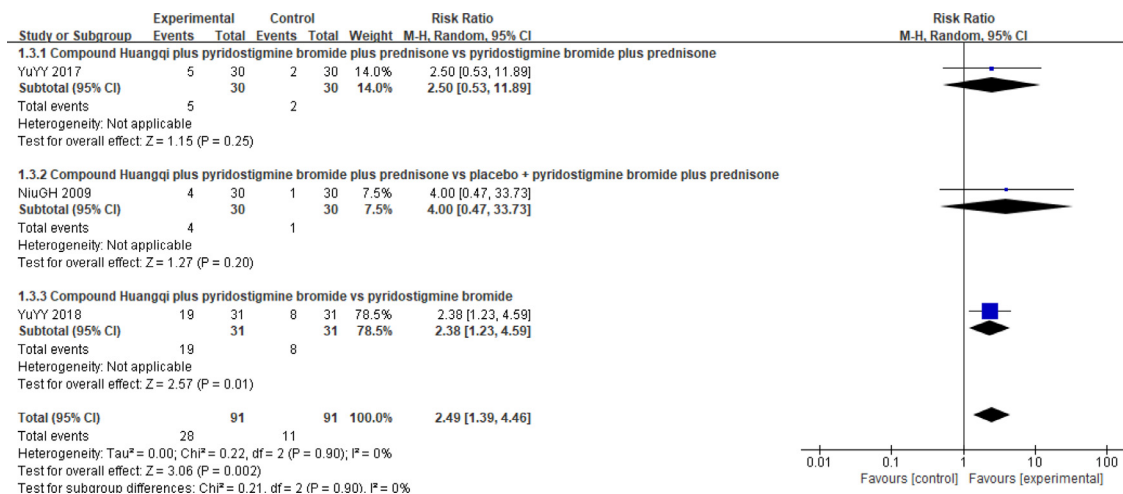 Experimental Control Risk Ratio Risk Ratio
Study or Subgroup Events Total Events Total Weight M-H, Random, 95% CI M-H, Random, 95% CI
1.3.1 Compound Huangqi plus pyridostigmine bromide plus prednisone vs pyridostigmine bromide plus prednisone
YuYY 2017 5 30 2 30 14.0% 2.50 [0.53, 11.89]
Subtotal (95% CI) 30 30 14.0% 2.50 [0.53, 11.89]
Total events 5 2
Heterogeneity: Not applicable
Test for overall effect: Z = 1.15 (P = 0.25)
1.3.2 Compound Huangqi plus pyridostigmine bromide plus prednisone vs placebo + pyridostigmine bromide plus prednisone
NiuGH 2009 4 30 1 30 7.5% 4.00 [0.47, 33.73]
Subtotal (95% CI) 30 30 7.5% 4.00 [0.47, 33.73]
Total events 4 1
Heterogeneity: Not applicable
Test for overall effect: Z = 1.27 (P = 0.20)
1.3.3 Compound Huangqi plus pyridostigmine bromide vs pyridostigmine bromide
YuYY 2018 19 31 8 31 78.5% 2.38 [1.23, 4.59]
Subtotal (95% CI) 31 31 78.5% 2.38 [1.23, 4.59]
Total events 19 8
Heterogeneity: Not applicable
Test for overall effect: Z = 2.57 (P = 0.01)
Total (95% CI) 91 91 100.0% 2.49 [1.39, 4.46]
Total events 28 11
Heterogeneity: Tau² = 0.00; Chi² = 0.22, df = 2 (P = 0.90); I² = 0%
Test for overall effect: Z = 3.06 (P = 0.002)
Test for subgroup differences: Chi² = 0.21, df = 2 (P = 0.90), I² = 0%
0.01 0.1 1 10 100
Favours [control] Favours [experimental]